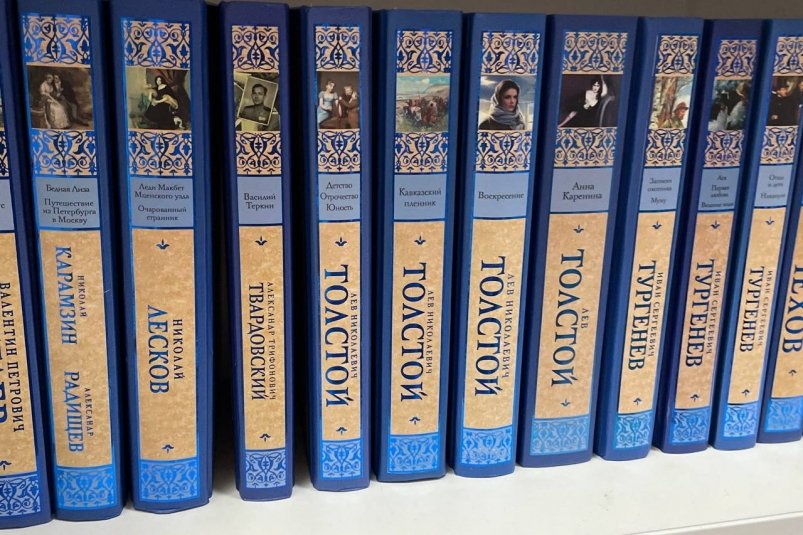 ВАЛЕНТИН ПЕТРОВИЧ
Бедная Лиза
Путешествие
из Петербурга
в Москву
НИКОЛАЙ
КАРАМЗИН
АЛЕКСАНДР
РАДИЩЕВ
Леди Макбет
Мценского уезда
Очарованный
странник
НИКОЛАЙ
ЛЕСКОВ
Василий
Теркин
АЛЕКСАНДР ТРИФОНОВИЧ
ТВАРДОВСКИЙ
Детство
Отрочество
Юность
ЛЕВ НИКОЛАЕВИЧ
ТОЛСТОЙ
Кавказский
пленник
ЛЕВ НИКОЛАЕВИЧ
ТОЛСТОЙ
Воскресение
ЛЕВ НИКОЛАЕВИЧ
ТОЛСТОЙ
Анна
Каренина
ЛЕВ
ТОЛСТОЙ
Записки
охотника
Муму
ИВАН СЕРГЕЕВИЧ
ТУРГЕНЕВ
Ася
Первая
любовь
Вешние воды
ИВАН СЕРГЕЕВИЧ
ТУРГЕНЕВ
Отцы
и дети
Накануне
ИВАН СЕРГЕЕВИЧ
ТУРГЕНЕВ
ЧЕХОВ